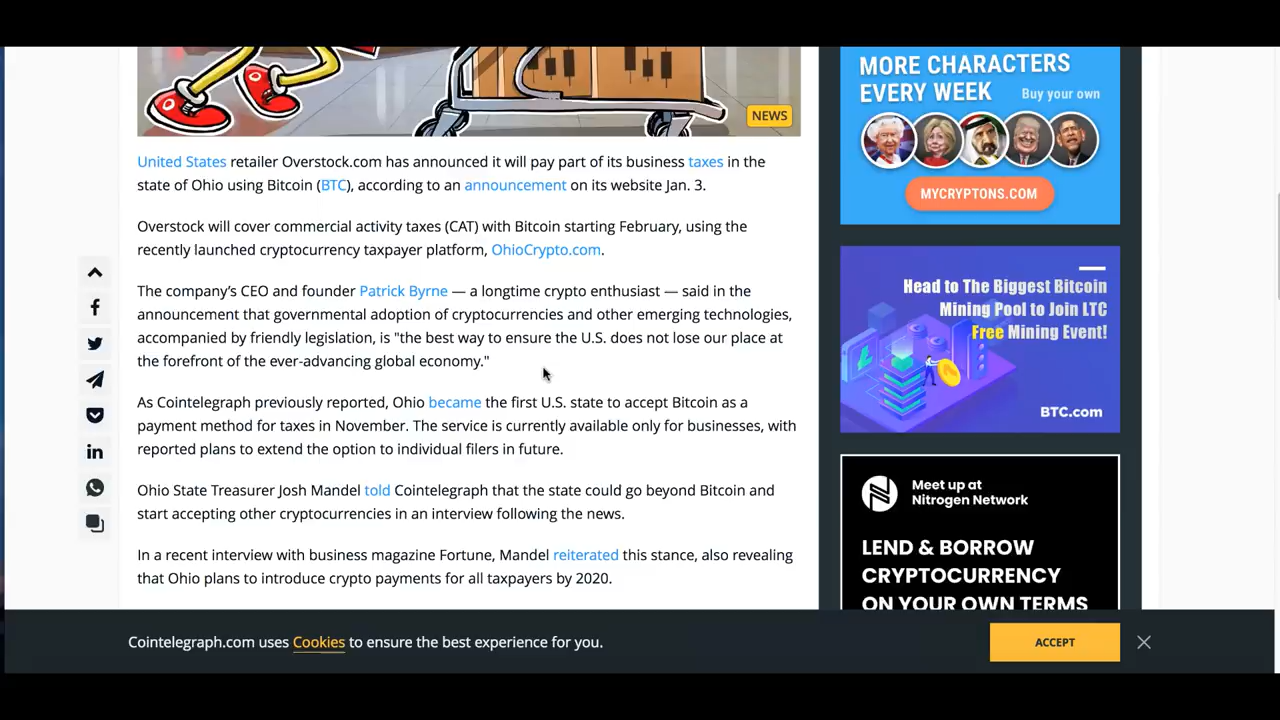 NEWS
United States retailer Overstock.com has announced it will pay part of its business taxes in the
state of Ohio using Bitcoin (BTC), according to an announcement on its website Jan. 3.
Overstock will cover commercial activity taxes (CAT) with Bitcoin starting February, using the
recently launched cryptocurrency taxpayer platform, OhioCrypto.com.
The company’s CEO and founder Patrick Byrne — a longtime crypto enthusiast — said in the
announcement that governmental adoption of cryptocurrencies and other emerging technologies,
accompanied by friendly legislation, is "the best way to ensure the U.S. does not lose our place at
the forefront of the ever-advancing global economy."
As Cointelegraph previously reported, Ohio became the first U.S. state to accept Bitcoin as a
payment method for taxes in November. The service is currently available only for businesses, with
reported plans to extend the option to individual filers in future.
Ohio State Treasurer Josh Mandel told Cointelegraph that the state could go beyond Bitcoin and
start accepting other cryptocurrencies in an interview following the news.
In a recent interview with business magazine Fortune, Mandel reiterated this stance, also revealing
that Ohio plans to introduce crypto payments for all taxpayers by 2020.
MORE CHARACTERS
EVERY WEEK Buy your own
MYCRYPTONS.COM
Head to The Biggest Bitcoin
Mining Pool to Join LTC
Free Mining Event!
BTC.com
Meet up at
Nitrogen Network
LEND & BORROW
CRYPTOCURRENCY
ON YOUR OWN TERMS
Cointelegraph.com uses Cookies to ensure the best experience for you.
ACCEPT